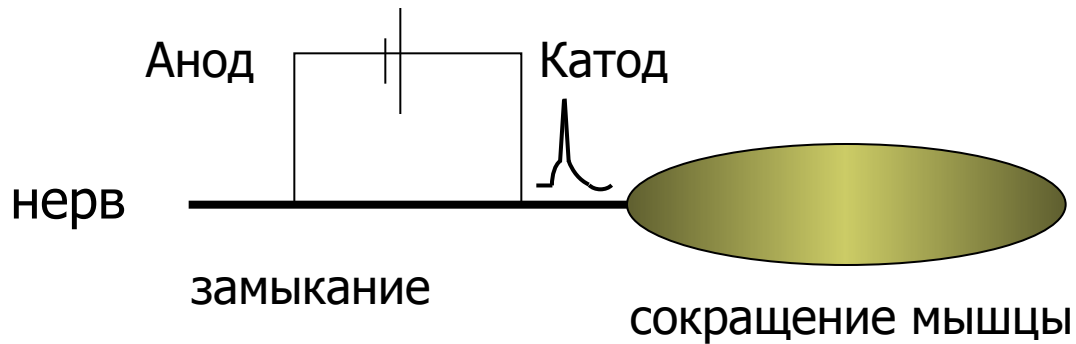 Анод
Катод
нерв
замыкание
сокращение мышцы